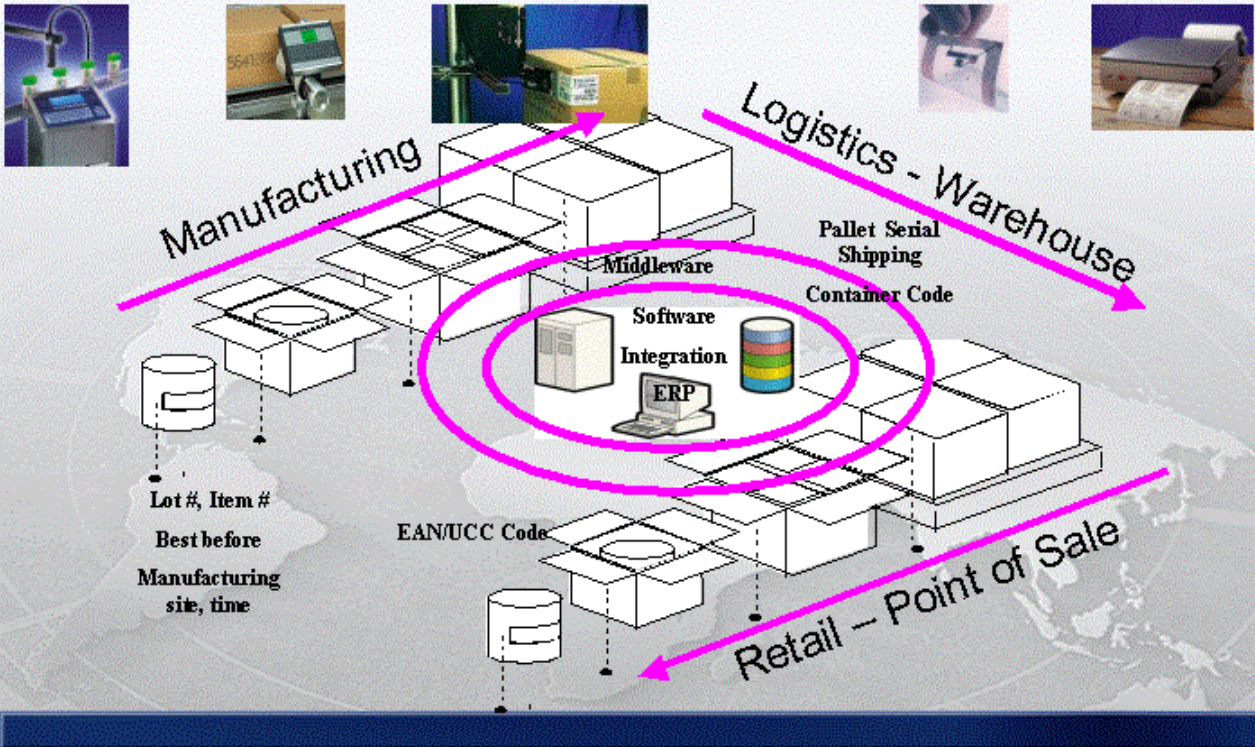 Manufacturing
Logistics - Warehouse
Pallet Serial
Shipping
Container Code
Middleware
Software
Integration
ERP
Lot #, Item #
Best before
Manufacturing
site, time
EAN/UCC Code
Retail – Point of Sale